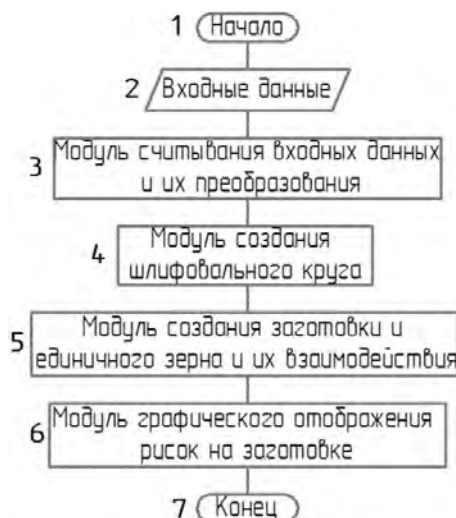 1 Начало
2 Входные данные
3 Модуль считывания входных данных
и их преобразования
4 Модуль создания
шлифовального круга
5 Модуль создания заготовки и
единичного зерна и их взаимодействия
6 Модуль графического отображения
рисок на заготовке
7 Конец